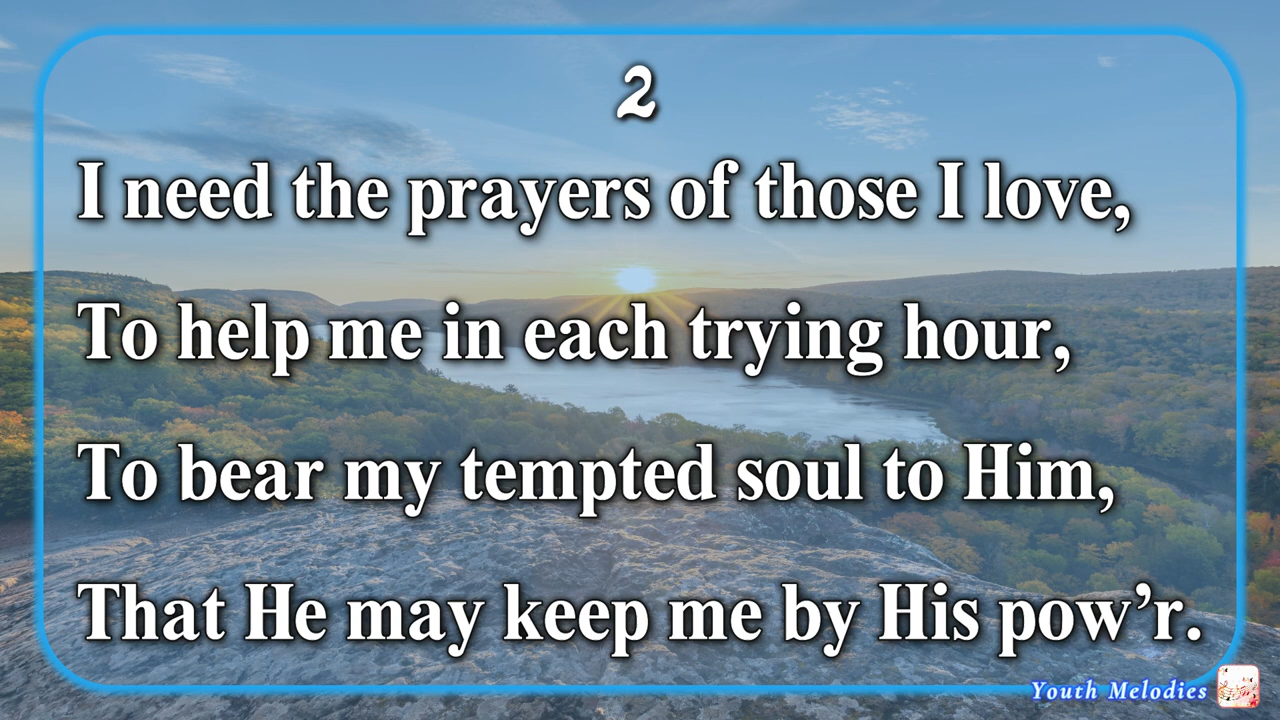 2
I need the prayers of those I love,
To help me in each trying hour,
To bear my tempted soul to Him,
That He may keep me by His pow’r.
Youth Melodies